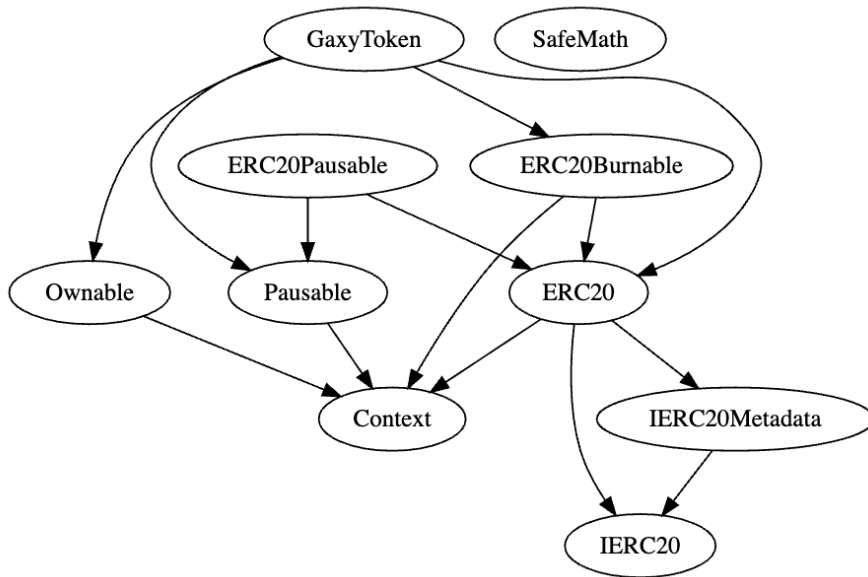 GaxyToken
SafeMath
ERC20Pausable
ERC20Burnable
Ownable
Pausable
ERC20
Context
IERC20Metadata
IERC20